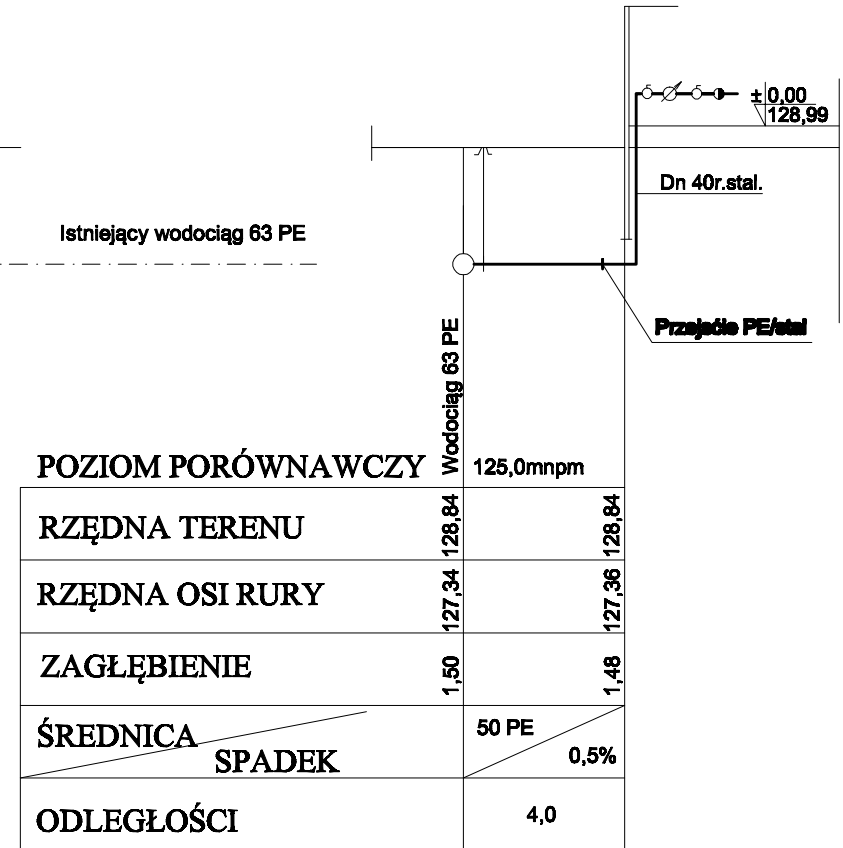 ± 0,00
128,99
Dn 40r.stal.
Istniejący wodociąg 63 PE
Przejśćie PE/stal
Wodociąg 63 PE
POZIOM PORÓWNAWCZY 125,0mnpm
RZĘDNA TERENU 128,84 128,84
RZĘDNA OSI RURY 127,34 127,36
ZAGŁĘBIENIE 1,50 1,48
ŚREDNICA 50 PE
SPADEK 0,5%
ODLEGŁOŚCI 4,0